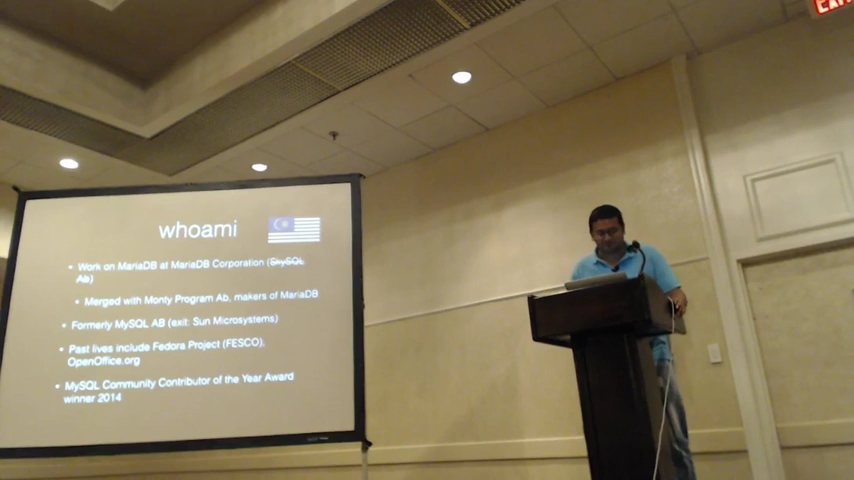 EXIT
whoami
• Work on MariaDB at MariaDB Corporation (SkySQL
Ab)
• Merged with Monty Program Ab, makers of MariaDB
• Formerly MySQL AB (exit: Sun Microsystems)
• Past lives include Fedora Project (FESCO),
OpenOffice.org
• MySQL Community Contributor of the Year Award
winner 2014